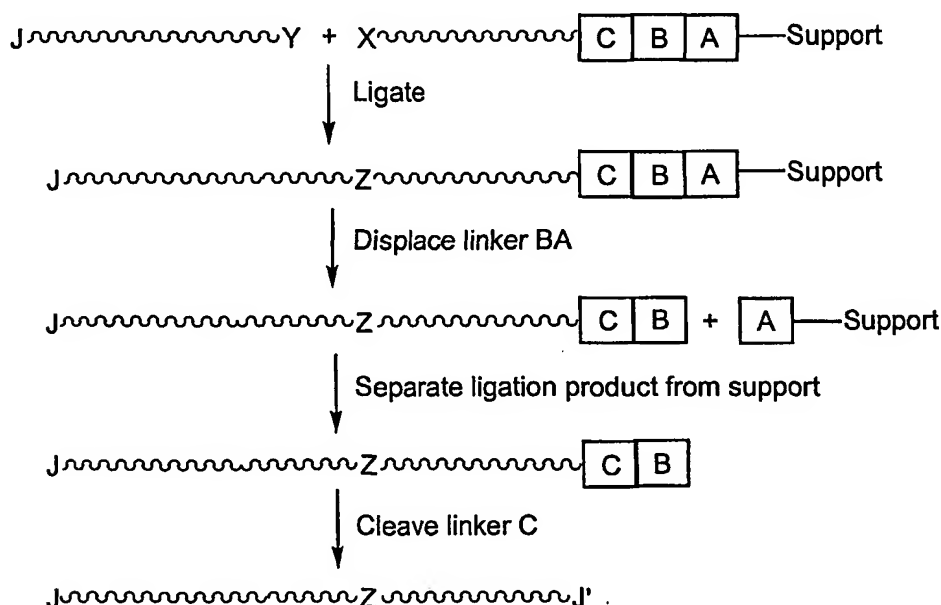 J Y + X C B A Support
Ligate
J Z C B A Support
Displace linker BA
J Z C B + A Support
Separate ligation product from support
J Z C B
Cleave linker C
J Z J'